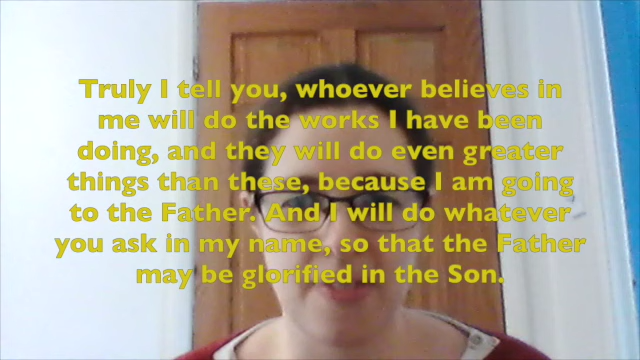 Truly I tell you, whoever believes in
me will do the works I have been
doing, and they will do even greater
things than these, because I am going
to the Father. And I will do whatever
you ask in my name, so that the Father
may be glorified in the Son.